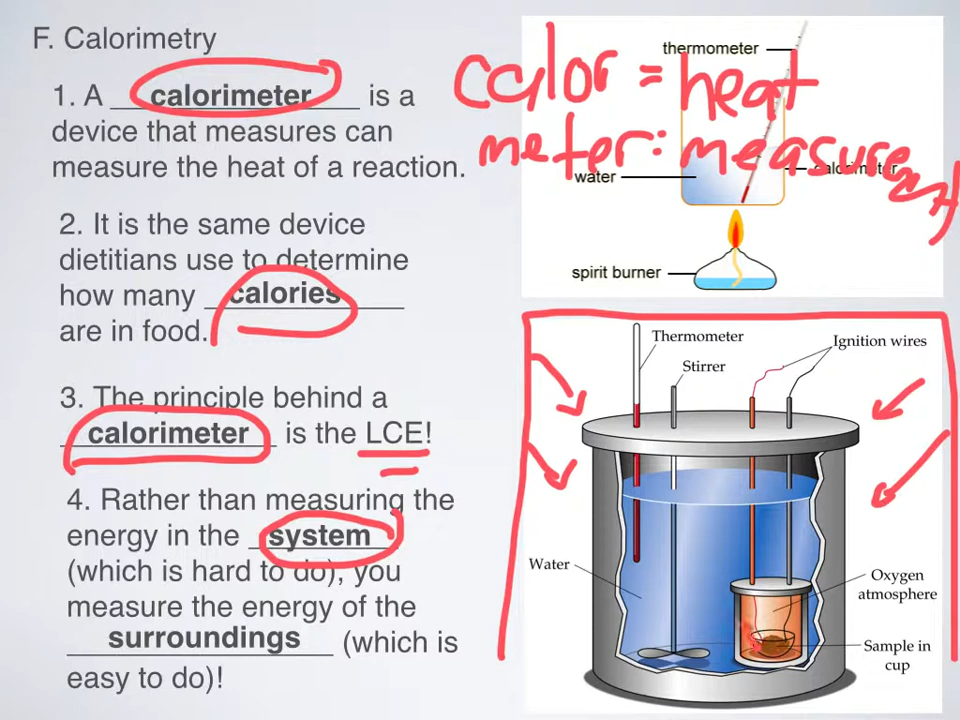 F. Calorimetry
1. A calorimeter is a
device that measures can
measure the heat of a reaction.
2. It is the same device
dietitians use to determine
how many calories
are in food.
3. The principle behind a
calorimeter is the LCE!
4. Rather than measuring the
energy in the system
(which is hard to do), you
measure the energy of the
surroundings (which is
easy to do)!
thermometer
calor = heat
meter: measure
water
calorimeter
spirit burner
Thermometer
Ignition wires
Stirrer
Water
Oxygen
atmosphere
Sample in
cup